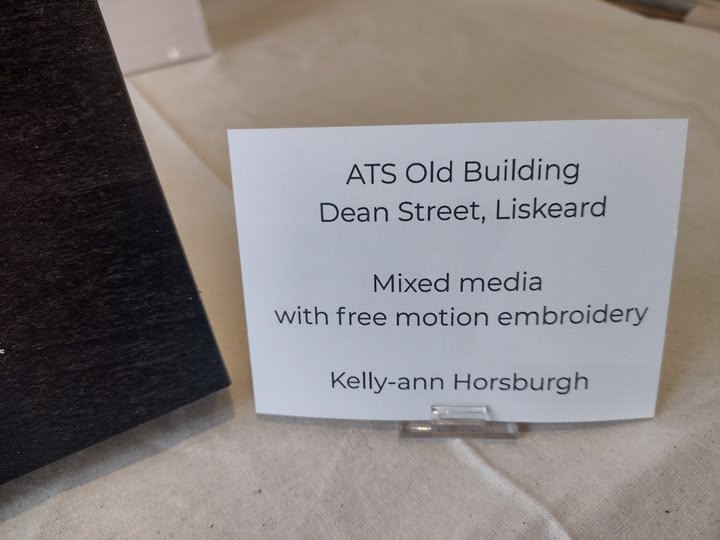 ATS Old Building
Dean Street, Liskeard
Mixed media
with free motion embroidery
Kelly-ann Horsburgh